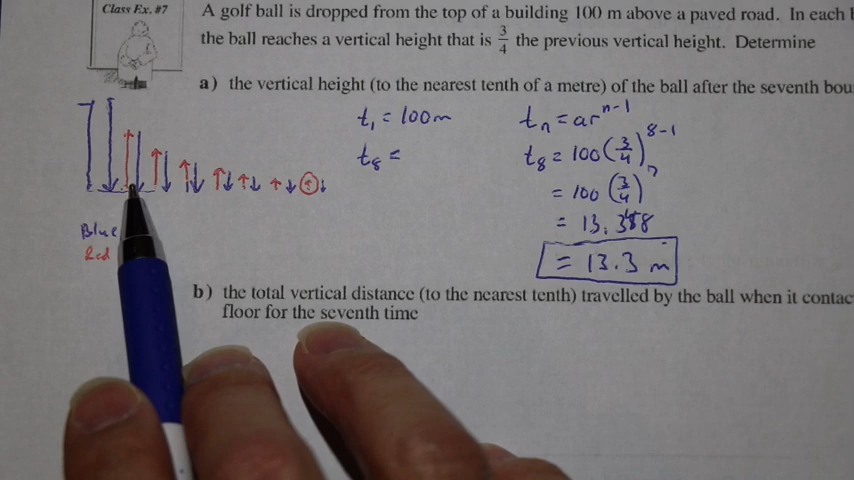 Class Ex. #7
A golf ball is dropped from the top of a building 100 m above a paved road. In each
the ball reaches a vertical height that is 3/4 the previous vertical height. Determine
a) the vertical height (to the nearest tenth of a metre) of the ball after the seventh bou
t₁ = 100m
tₙ = arⁿ⁻¹
t₈ =
t₈ = 100(3/4)⁸⁻¹
= 100(3/4)⁷
Blue
= 13.
Red
= 13.3 m
b) the total vertical distance (to the nearest tenth) travelled by the ball when it contac
floor for the seventh time